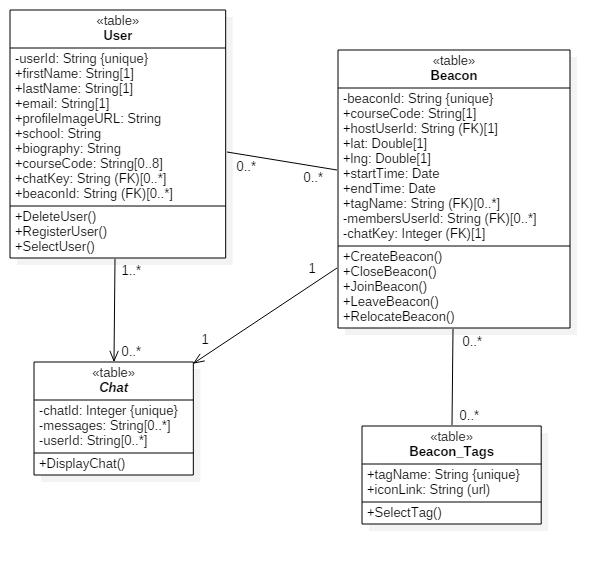 «table»
User
-userId: String {unique}
+firstName: String[1]
+lastName: String[1]
+email: String[1]
+profileImageURL: String
+school: String
+biography: String
+courseCode: String[0..8]
+chatKey: String (FK)[0..*]
+beaconId: String (FK)[0..*]
+DeleteUser()
+RegisterUser()
+SelectUser()
«table»
Beacon
-beaconId: String {unique}
+courseCode: String[1]
+hostUserId: String (FK)[1]
+lat: Double[1]
+lng: Double[1]
+startTime: Date
+endTime: Date
+tagName: String (FK)[0..*]
-membersUserId: String (FK)[0..*]
-chatKey: Integer (FK)[1]
+CreateBeacon()
+CloseBeacon()
+JoinBeacon()
+LeaveBeacon()
+RelocateBeacon()
0..*
0..*
1..*
0..*
1
1
0..*
0..*
«table»
Chat
-chatId: Integer {unique}
-messages: String[0..*]
-userId: String[0..*]
+DisplayChat()
«table»
Beacon_Tags
+tagName: String {unique}
+iconLink: String (url)
+SelectTag()